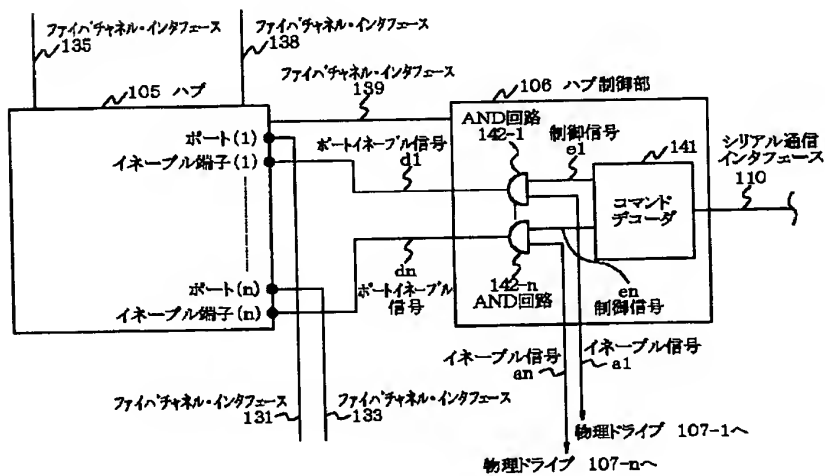 ファイバチャネル・インタフェース
135
ファイバチャネル・インタフェース
138
105 ハブ
ファイバチャネル・インタフェース
139
106 ハブ制御部
ポート(1)
イネーブル端子(1)
ポートイネーブル信号
d1
AND回路
142-1
制御信号
e1
141
コマンド
デコーダ
シリアル通信
インタフェース
110
ポート(n)
イネーブル端子(n)
dn
ポートイネーブル
信号
142-n
AND回路
en
制御信号
イネーブル信号
an
イネーブル信号
a1
ファイバチャネル・インタフェース
131
ファイバチャネル・インタフェース
133
物理ドライブ 107-1へ
物理ドライブ 107-nへ